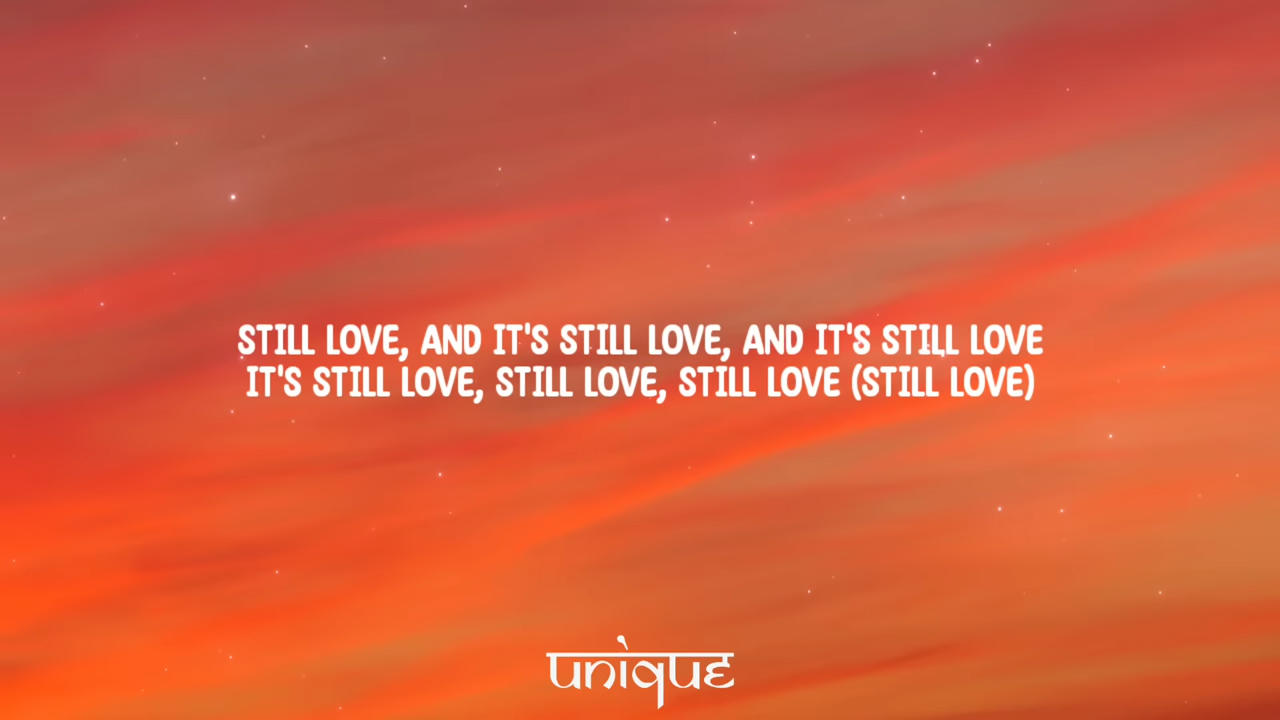 STILL LOVE, AND IT'S STILL LOVE, AND IT'S STILL LOVE
IT'S STILL LOVE, STILL LOVE, STILL LOVE (STILL LOVE)
UNIQUE